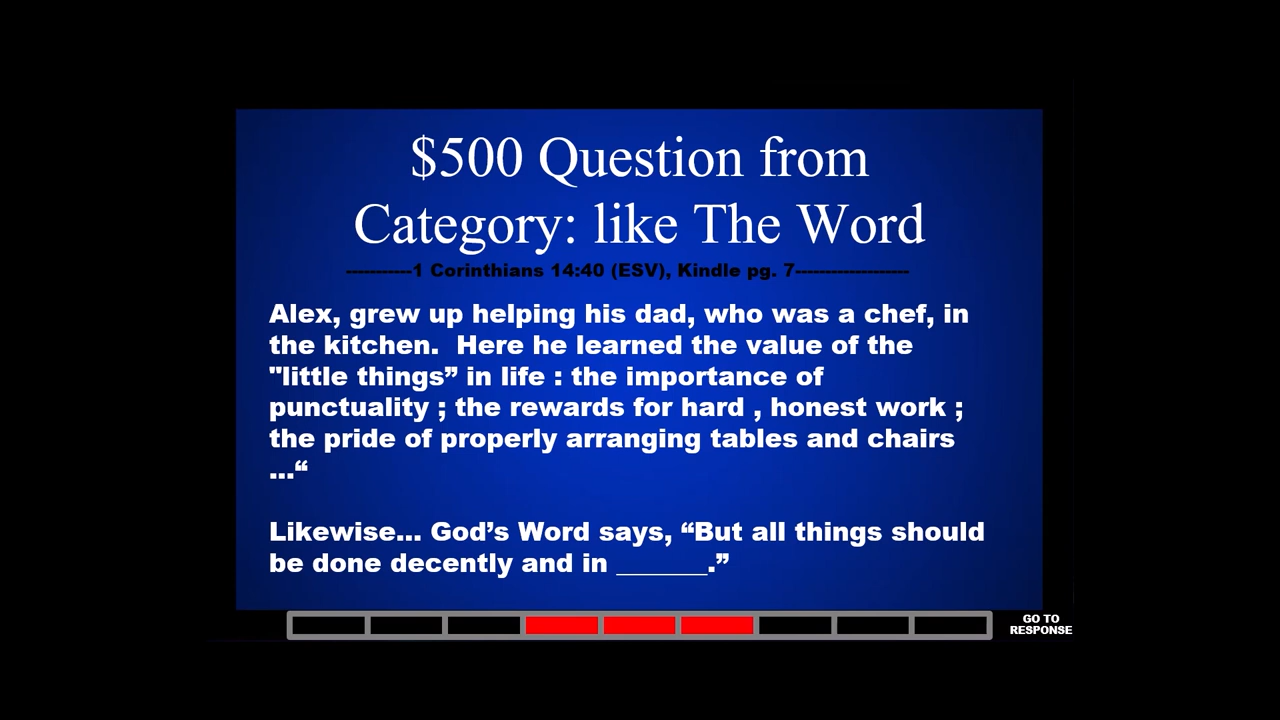 $500 Question from
Category: like The Word
-----------1 Corinthians 14:40 (ESV), Kindle pg. 7-------------------
Alex, grew up helping his dad, who was a chef, in
the kitchen.  Here he learned the value of the
"little things” in life : the importance of
punctuality ; the rewards for hard , honest work ;
the pride of properly arranging tables and chairs
…“
Likewise… God’s Word says, “But all things should
be done decently and in _______.”
GO TO
RESPONSE